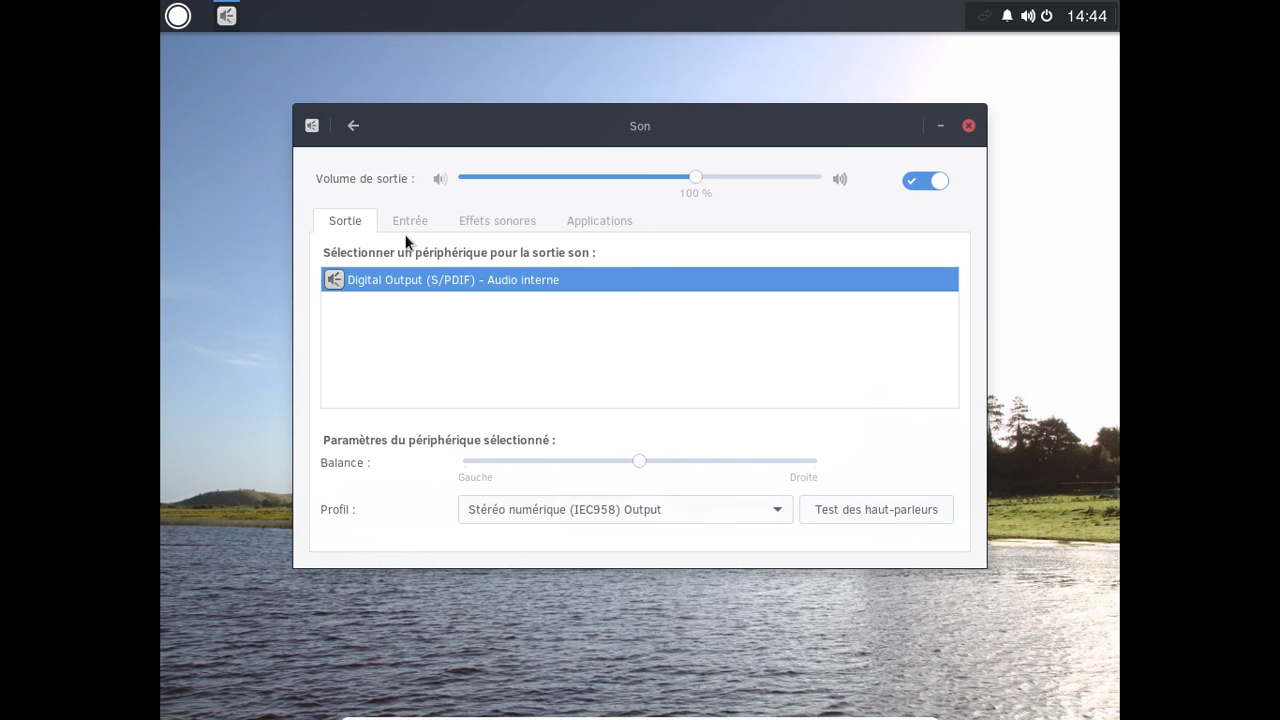 14:44
Son
Volume de sortie :
100 %
Sortie Entrée Effets sonores Applications
Sélectionner un périphérique pour la sortie son :
Digital Output (S/PDIF) - Audio interne
Paramètres du périphérique sélectionné :
Balance :
Gauche Droite
Profil : Stéréo numérique (IEC958) Output Test des haut-parleurs